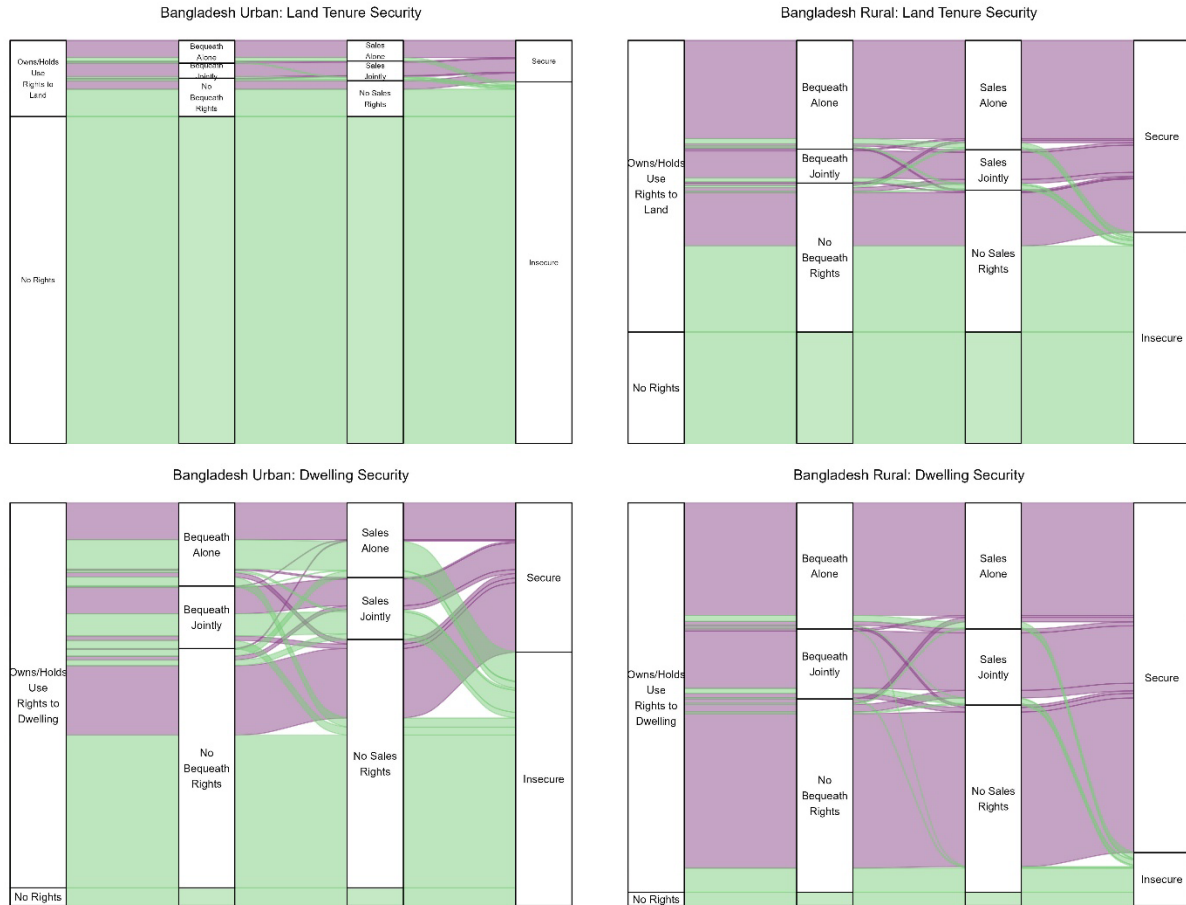 Bangladesh Urban: Land Tenure Security
Owns/Holds
Use
Rights to
Land
No Rights
Bequeath
Alone
Bequeath
Jointly
No
Bequeath
Rights
Sales
Alone
Sales
Jointly
No Sales
Rights
Secure
Insecure
Bangladesh Rural: Land Tenure Security
Owns/Holds
Use
Rights to
Land
No Rights
Bequeath
Alone
Bequeath
Jointly
No
Bequeath
Rights
Sales
Alone
Sales
Jointly
No Sales
Rights
Secure
Insecure
Bangladesh Urban: Dwelling Security
Owns/Holds
Use
Rights to
Dwelling
No Rights
Bequeath
Alone
Bequeath
Jointly
No
Bequeath
Rights
Sales
Alone
Sales
Jointly
No Sales
Rights
Secure
Insecure
Bangladesh Rural: Dwelling Security
Owns/Holds
Use
Rights to
Dwelling
No Rights
Bequeath
Alone
Bequeath
Jointly
No
Bequeath
Rights
Sales
Alone
Sales
Jointly
No Sales
Rights
Secure
Insecure